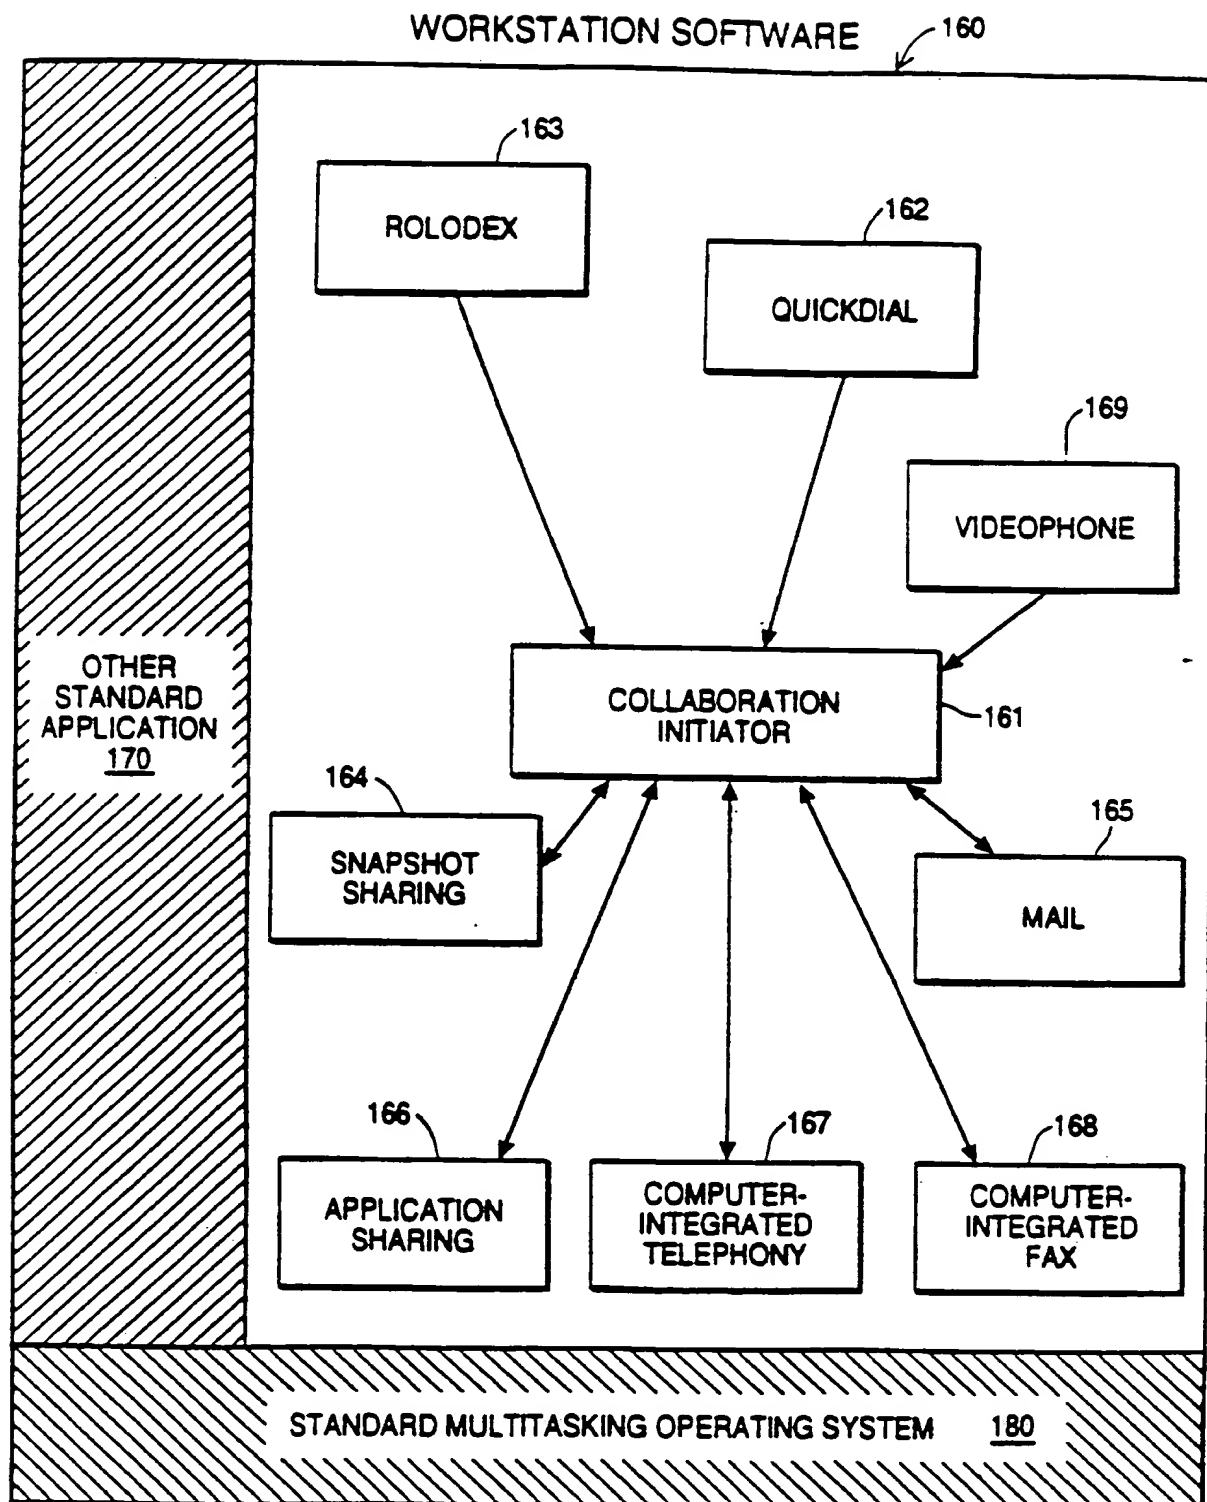 WORKSTATION SOFTWARE
160
163
ROLODEX
162
QUICKDIAL
169
VIDEOPHONE
OTHER
STANDARD
APPLICATION
170
COLLABORATION
INITIATOR
161
164
SNAPSHOT
SHARING
165
MAIL
166
APPLICATION
SHARING
167
COMPUTER-
INTEGRATED
TELEPHONY
168
COMPUTER-
INTEGRATED
FAX
STANDARD MULTITASKING OPERATING SYSTEM 180